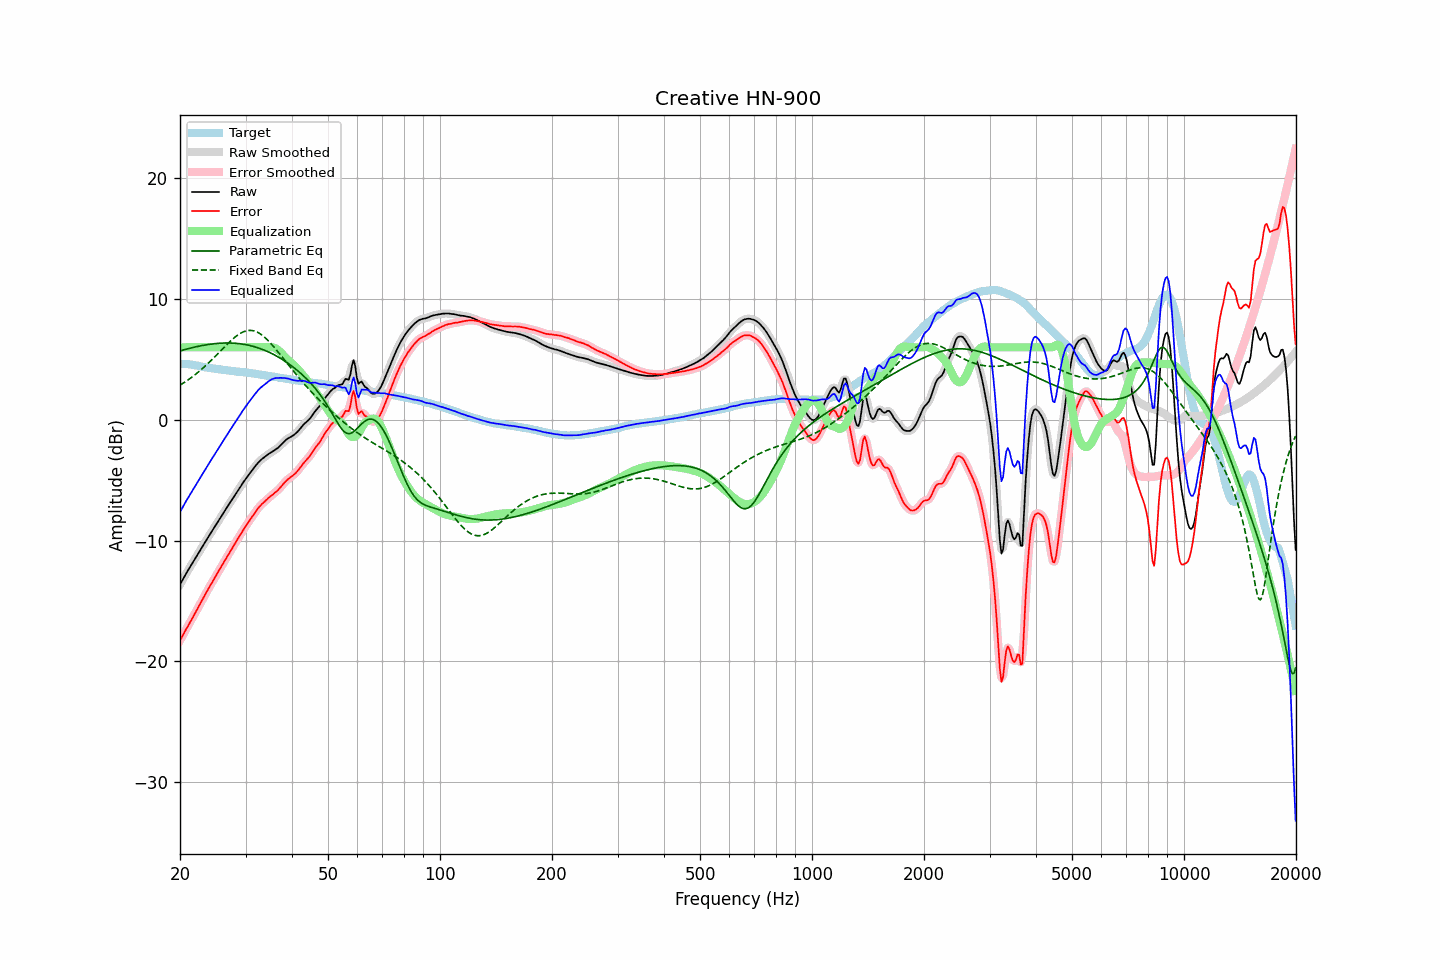 Creative HN-900
Target
Raw Smoothed
Error Smoothed
Raw
Error
Equalization
Parametric Eq
Fixed Band Eq
Equalized
Amplitude (dBr)
20
10
0
−10
−20
−30
20
50
100
200
500
1000
2000
5000
10000
20000
Frequency (Hz)